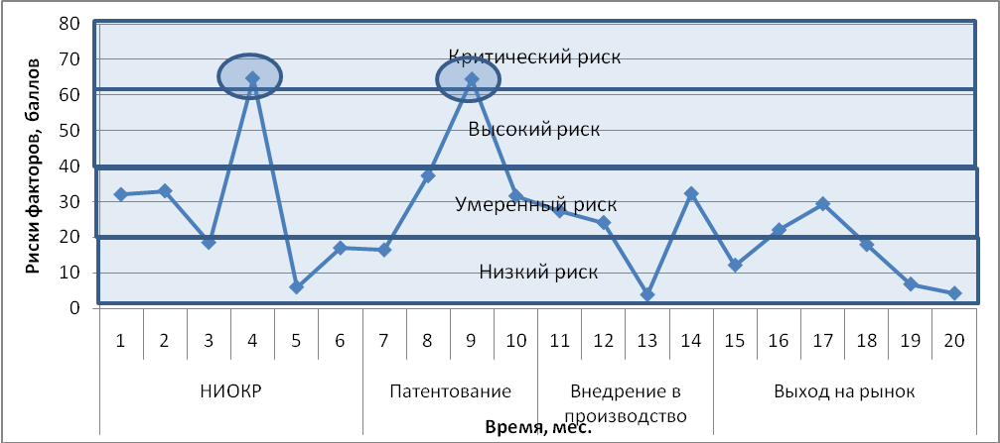 Риски факторов, баллов
80
70
60
50
40
30
20
10
0
Критический риск
Высокий риск
Умеренный риск
Низкий риск
1 2 3 4 5 6 7 8 9 10 11 12 13 14 15 16 17 18 19 20
НИОКР Патентование Внедрение в Выход на рынок
производство
Время, мес.